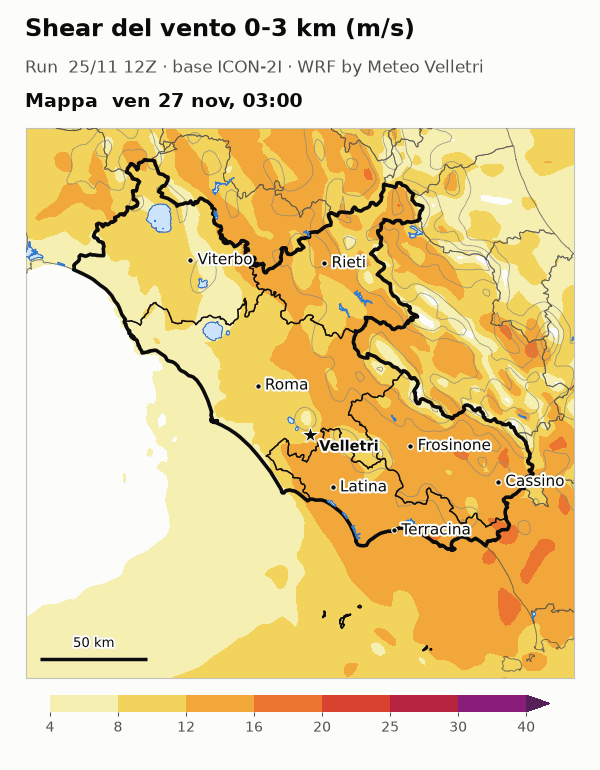 Shear del vento 0-3 km (m/s)
Run  25/11 12Z · base ICON-2I · WRF by Meteo Velletri
Mappa  ven 27 nov, 03:00
Viterbo
Rieti
Roma
Velletri
Frosinone
Cassino
Latina
Terracina
50 km
4 8 12 16 20 25 30 40